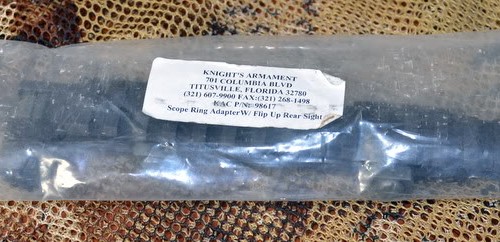 KNIGHT'S ARMAMENT
701 COLUMBIA BLVD
TITUSVILLE, FLORIDA 32780
(321) 607-9900 FAX:(321) 268-1498
KAC P/N: 98617
Scope Ring Adapter W/ Flip Up Rear Sight